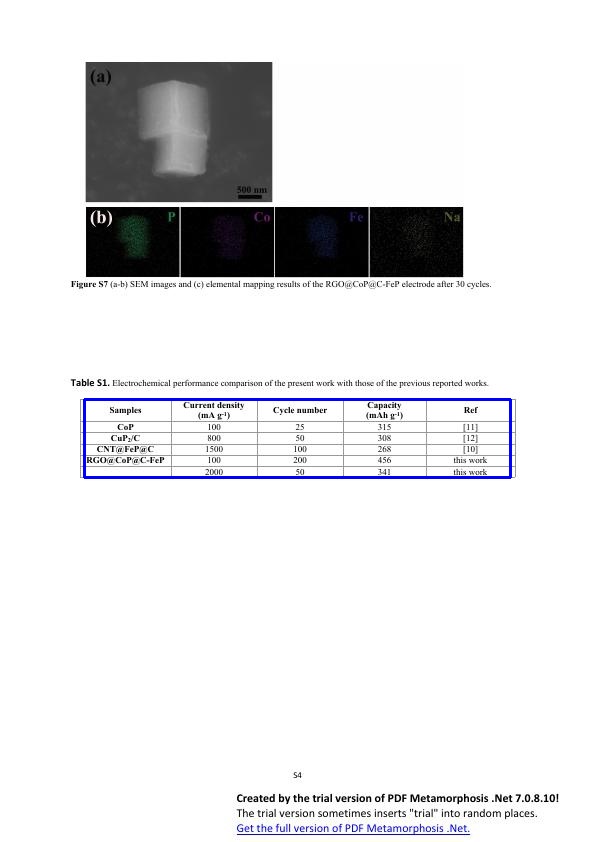 (a)
500 nm
(b) P Co Fe Na
Figure S7 (a-b) SEM images and (c) elemental mapping results of the RGO@CoP@C-FeP electrode after 30 cycles.
Table S1. Electrochemical performance comparison of the present work with those of the previous reported works.
Samples Current density (mA g⁻¹) Cycle number Capacity (mAh g⁻¹) Ref
CoP 100 25 315 [11]
CuP₂/C 800 50 308 [12]
CNT@FeP@C 1500 100 268 [10]
RGO@CoP@C-FeP 100 200 456 this work
2000 50 341 this work
S4
Created by the trial version of PDF Metamorphosis .Net 7.0.8.10!
The trial version sometimes inserts "trial" into random places.
Get the full version of PDF Metamorphosis .Net.